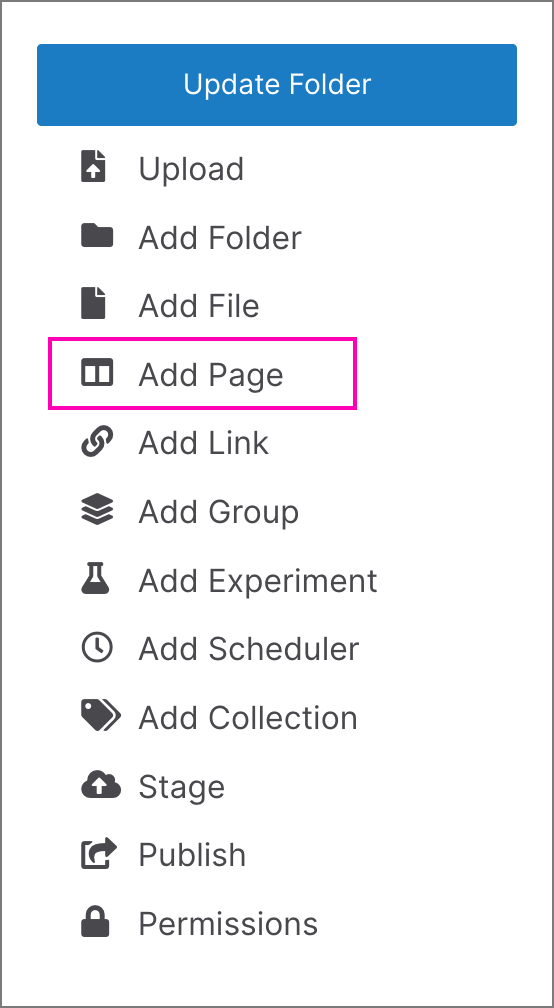 Update Folder
Upload
Add Folder
Add File
Add Page
Add Link
Add Group
Add Experiment
Add Scheduler
Add Collection
Stage
Publish
Permissions